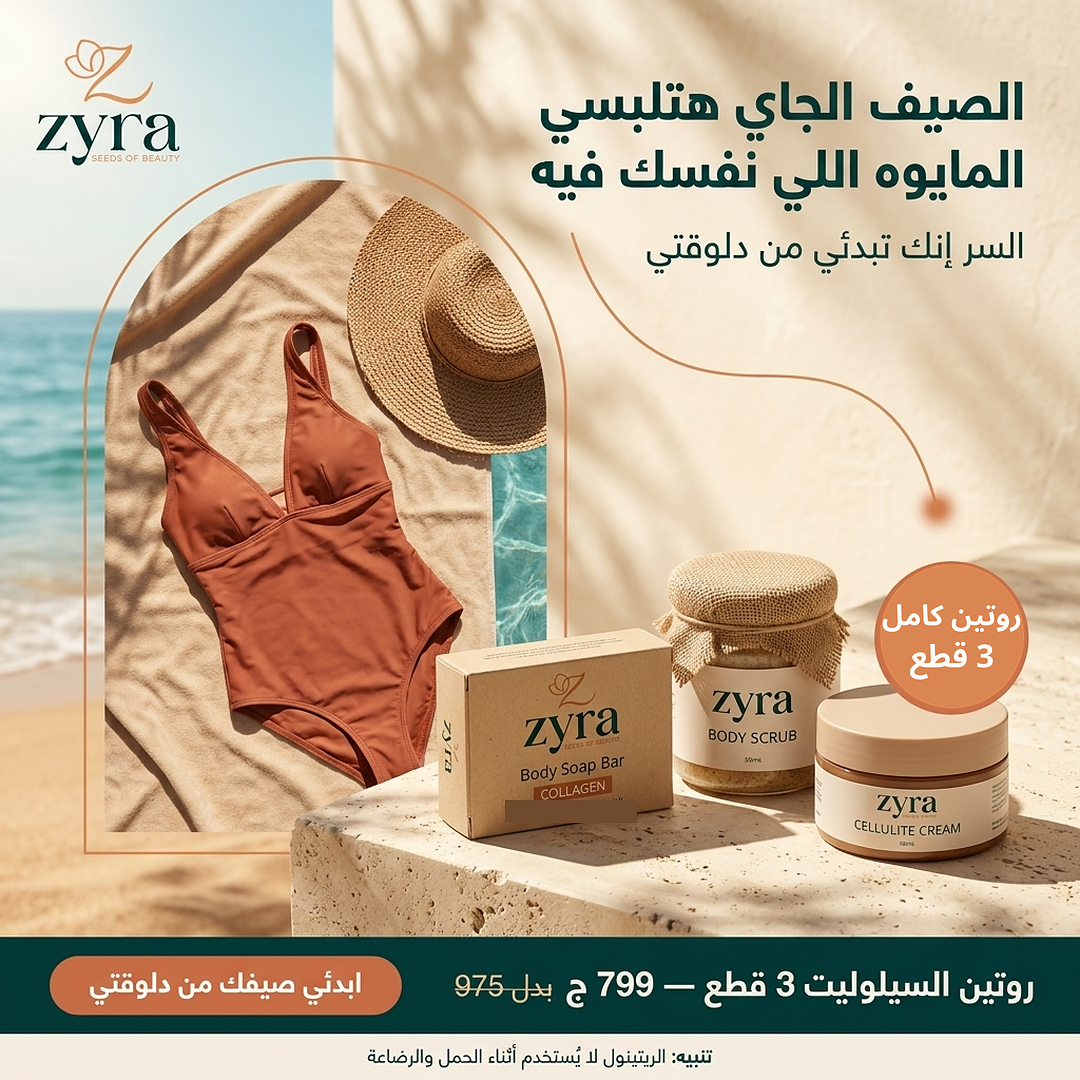 zyra
SEEDS OF BEAUTY
الصيف الجاي هتلبسي
المايوه اللي نفسك فيه
السر إنك تبدئي من دلوقتي
روتين كامل
3 قطع
zyra
zyra
SEEDS OF BEAUTY
Body Soap Bar
COLLAGEN
zyra
BODY SCRUB
50mL
zyra
CELLULITE CREAM
روتين السيلوليت 3 قطع — 799 ج بدل 975
ابدئي صيفك من دلوقتي
تنبيه: الريتينول لا يُستخدم أثناء الحمل والرضاعة